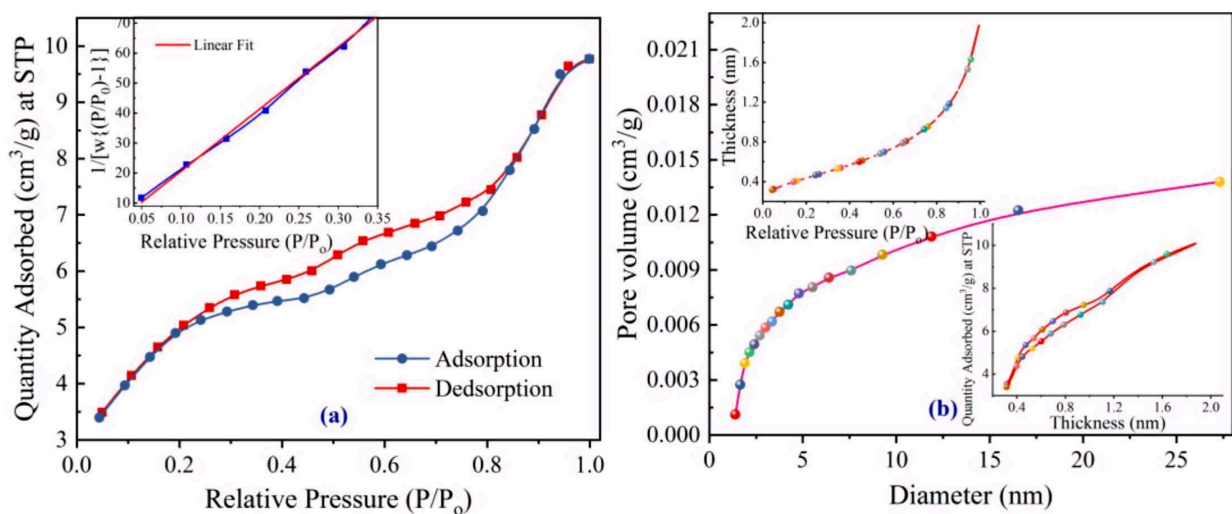 Quantity Adsorbed (cm³/g) at STP
10
9
8
7
6
5
4
3
0.0 0.2 0.4 0.6 0.8 1.0
Relative Pressure (P/Pₒ)
Adsorption
Dedsorption
(a)
1/[w{(P/P₀)-1}]
70
60
50
40
30
20
10
0.05 0.10 0.15 0.20 0.25 0.30 0.35
Relative Pressure (P/Pₒ)
Linear Fit
Pore volume (cm³/g)
0.021
0.018
0.015
0.012
0.009
0.006
0.003
0.000
0 5 10 15 20 25
Diameter (nm)
(b)
Thickness (nm)
2.0
1.6
1.2
0.8
0.4
0.0 0.2 0.4 0.6 0.8 1.0
Relative Pressure (P/Pₒ)
Quantity Adsorbed (cm³/g) at STP
10
8
6
4
0.4 0.8 1.2 1.6 2.0
Thickness (nm)